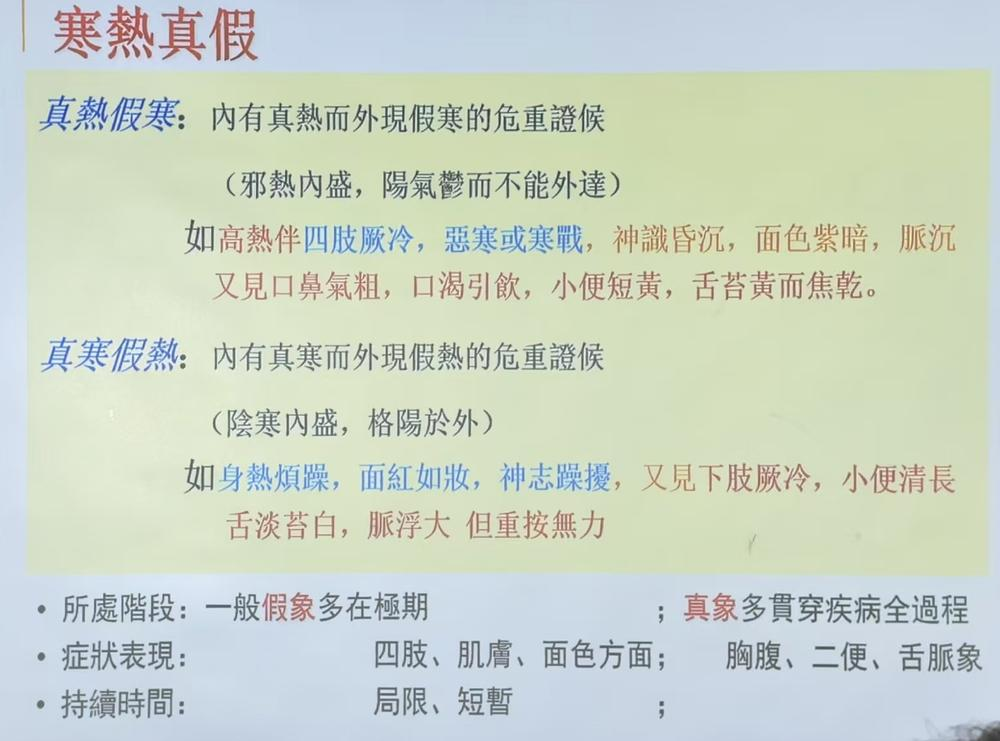 寒熱真假
真熱假寒：內有真熱而外現假寒的危重證候
（邪熱內盛，陽氣鬱而不能外達）
如高熱伴四肢厥冷，惡寒或寒戰，神識昏沉，面色紫暗，脈沉
又見口鼻氣粗，口渴引飲，小便短黃，舌苔黃而焦乾。
真寒假熱：內有真寒而外現假熱的危重證候
（陰寒內盛，格陽於外）
如身熱煩躁，面紅如妝，神志躁擾，又見下肢厥冷，小便清長
舌淡苔白，脈浮大 但重按無力
• 所處階段：一般假象多在極期 ；真象多貫穿疾病全過程
• 症狀表現： 四肢、肌膚、面色方面； 胸腹、二便、舌脈象
• 持續時間： 局限、短暫 ；